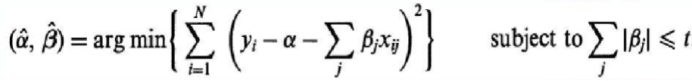 (α̂, β̂) = arg min{ ∑_{i=1}^{N} (y_i − α − ∑_j β_j x_{ij})² } subject to ∑_j |β_j| ⩽ t